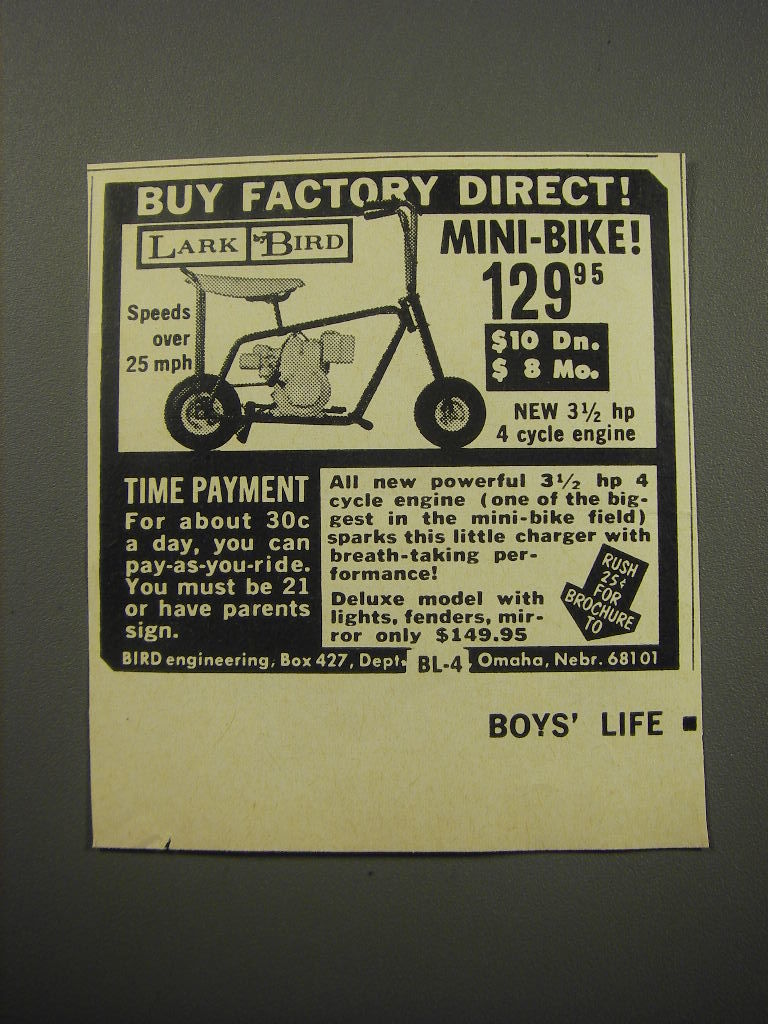 BUY FACTORY DIRECT!
LARK by BIRD
MINI-BIKE!
129 95
$10 Dn.
$ 8 Mo.
Speeds
over
25 mph
NEW 3½ hp
4 cycle engine
TIME PAYMENT
For about 30c
a day, you can
pay-as-you-ride.
You must be 21
or have parents
sign.
All new powerful 3½ hp 4
cycle engine (one of the big-
gest in the mini-bike field)
sparks this little charger with
breath-taking per-
formance!
Deluxe model with
lights, fenders, mir-
ror only $149.95
RUSH
25¢
FOR
BROCHURE
TO
BIRD engineering, Box 427, Dept. BL-4, Omaha, Nebr. 68101
BOYS' LIFE ■